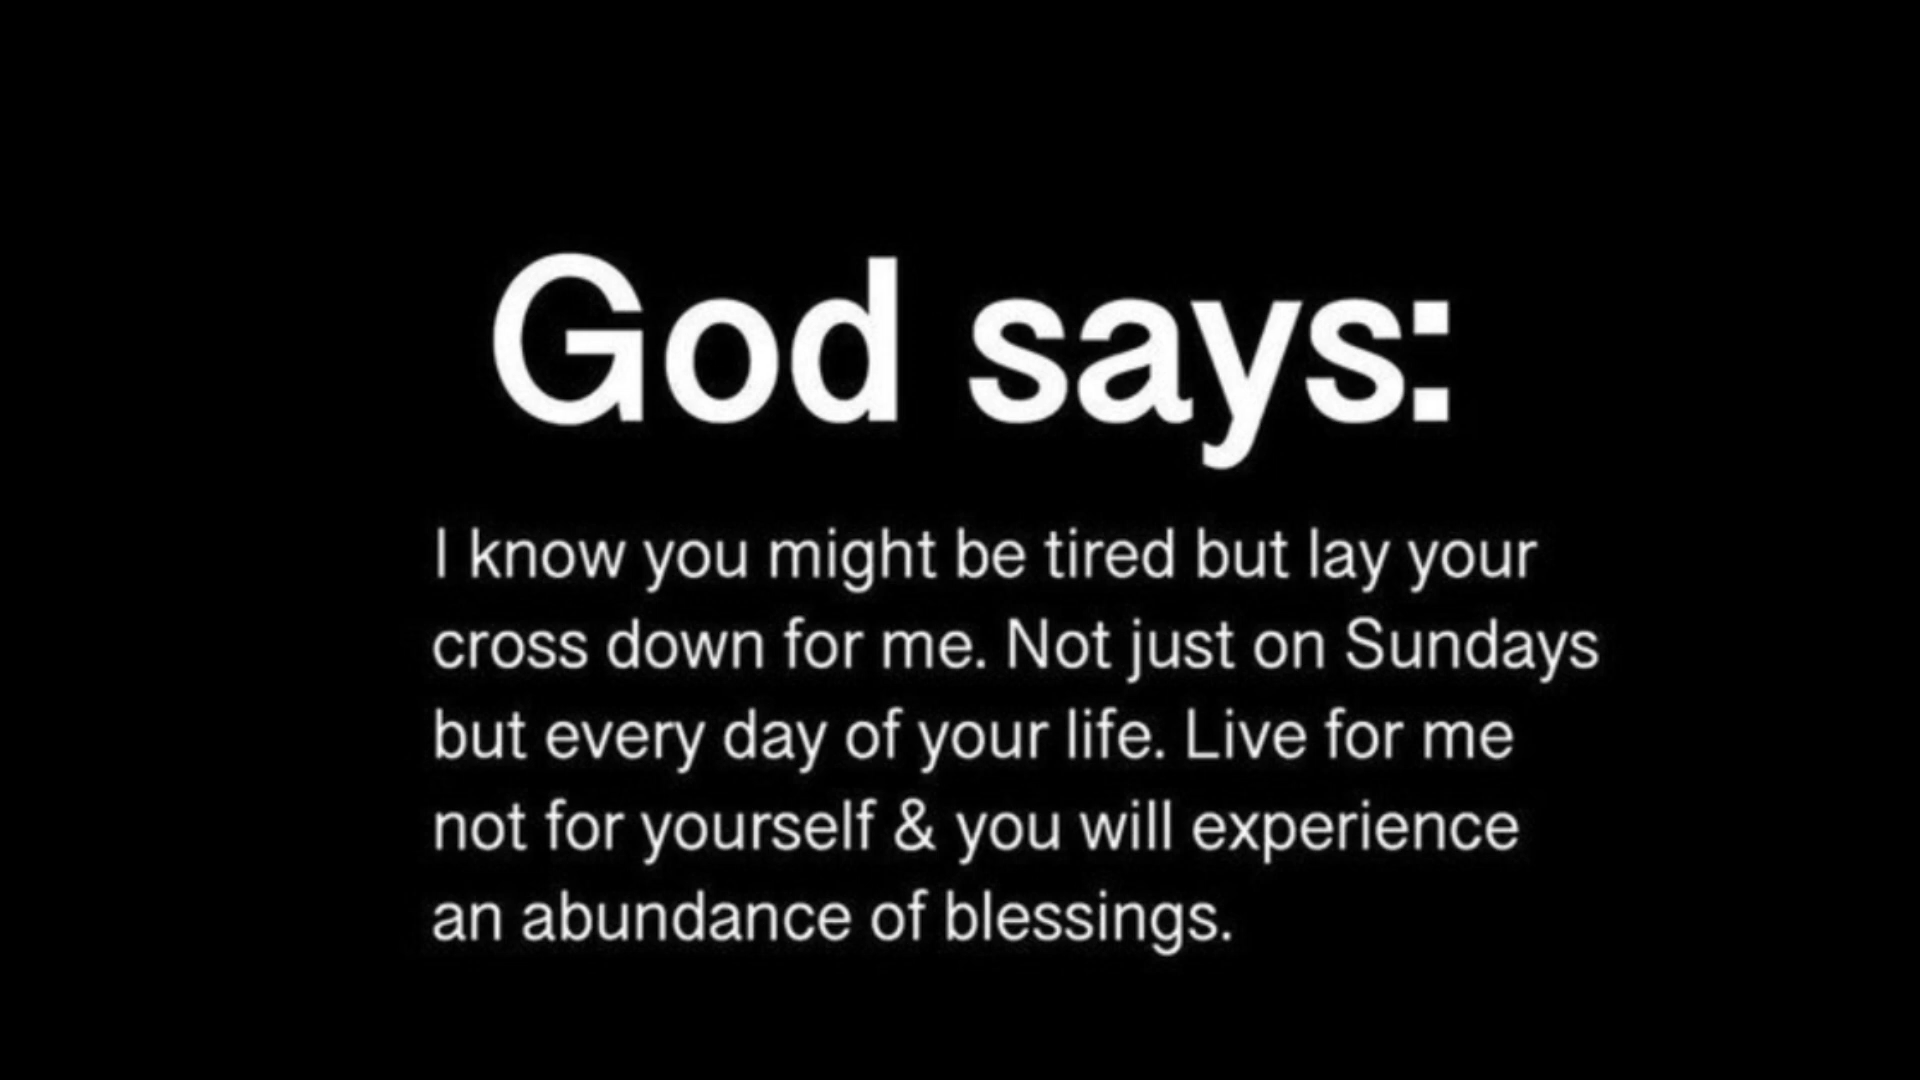 God says:
I know you might be tired but lay your
cross down for me. Not just on Sundays
but every day of your life. Live for me
not for yourself & you will experience
an abundance of blessings.